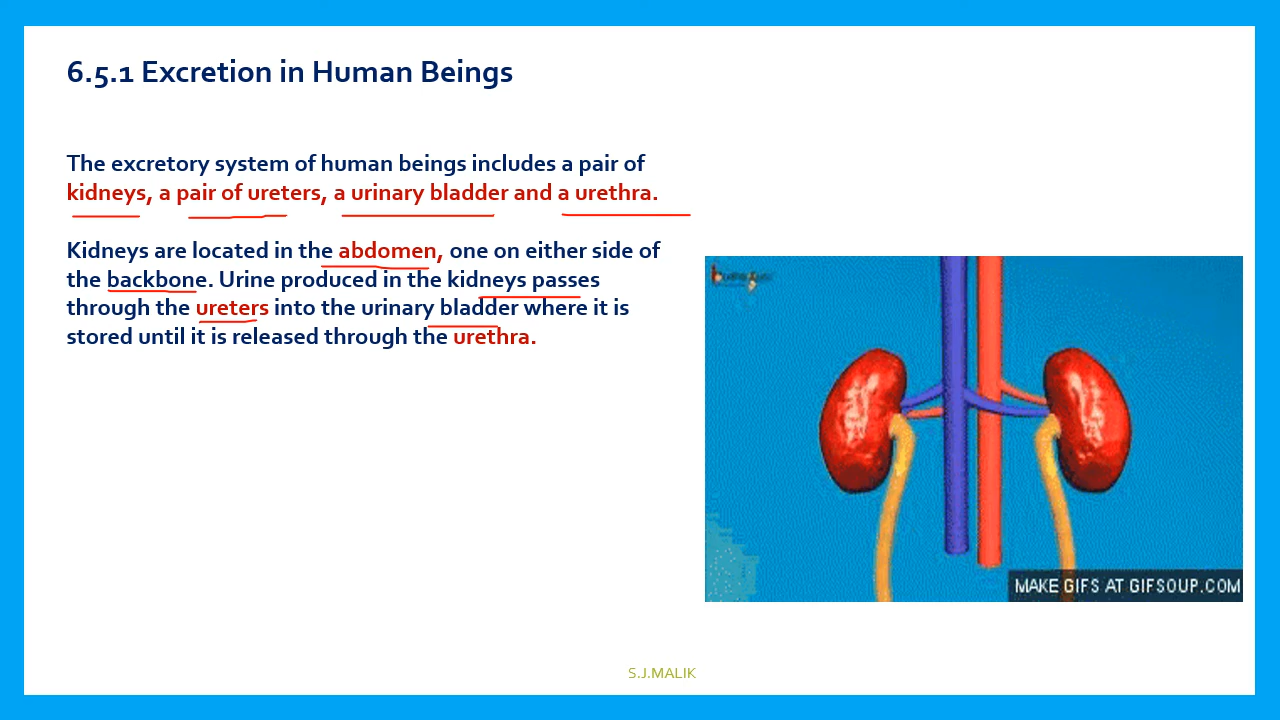 6.5.1 Excretion in Human Beings
The excretory system of human beings includes a pair of
kidneys, a pair of ureters, a urinary bladder and a urethra.
Kidneys are located in the abdomen, one on either side of
the backbone. Urine produced in the kidneys passes
through the ureters into the urinary bladder where it is
stored until it is released through the urethra.
MAKE GIFS AT GIFSOUP.COM
S.J.MALIK